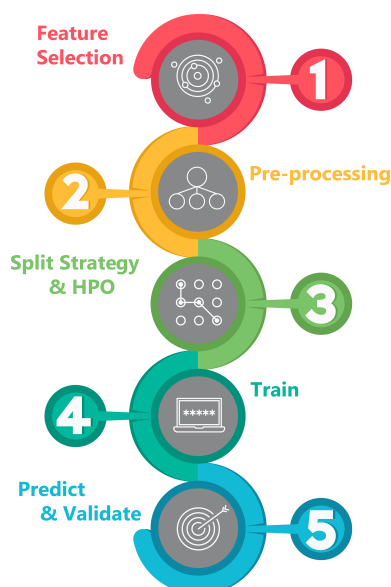 Feature
Selection
1
2
Pre-processing
Split Strategy
& HPO
3
4
Train
*****
Predict
& Validate
5